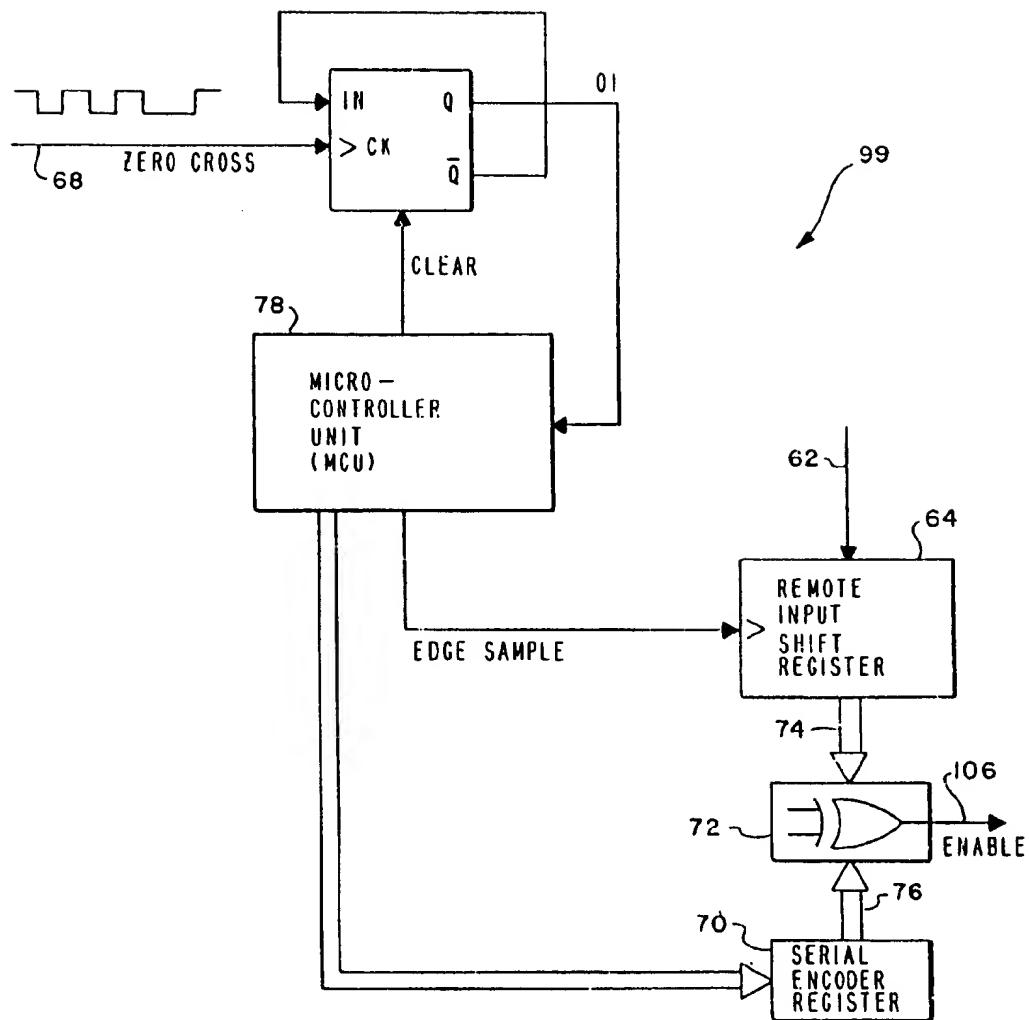 01
IN Q
> CK
Q̅
68
ZERO CROSS
99
CLEAR
78
MICRO–
CONTROLLER
UNIT
(MCU)
62
64
REMOTE
INPUT
SHIFT
REGISTER
EDGE SAMPLE
74
106
72
ENABLE
76
70
SERIAL
ENCODER
REGISTER